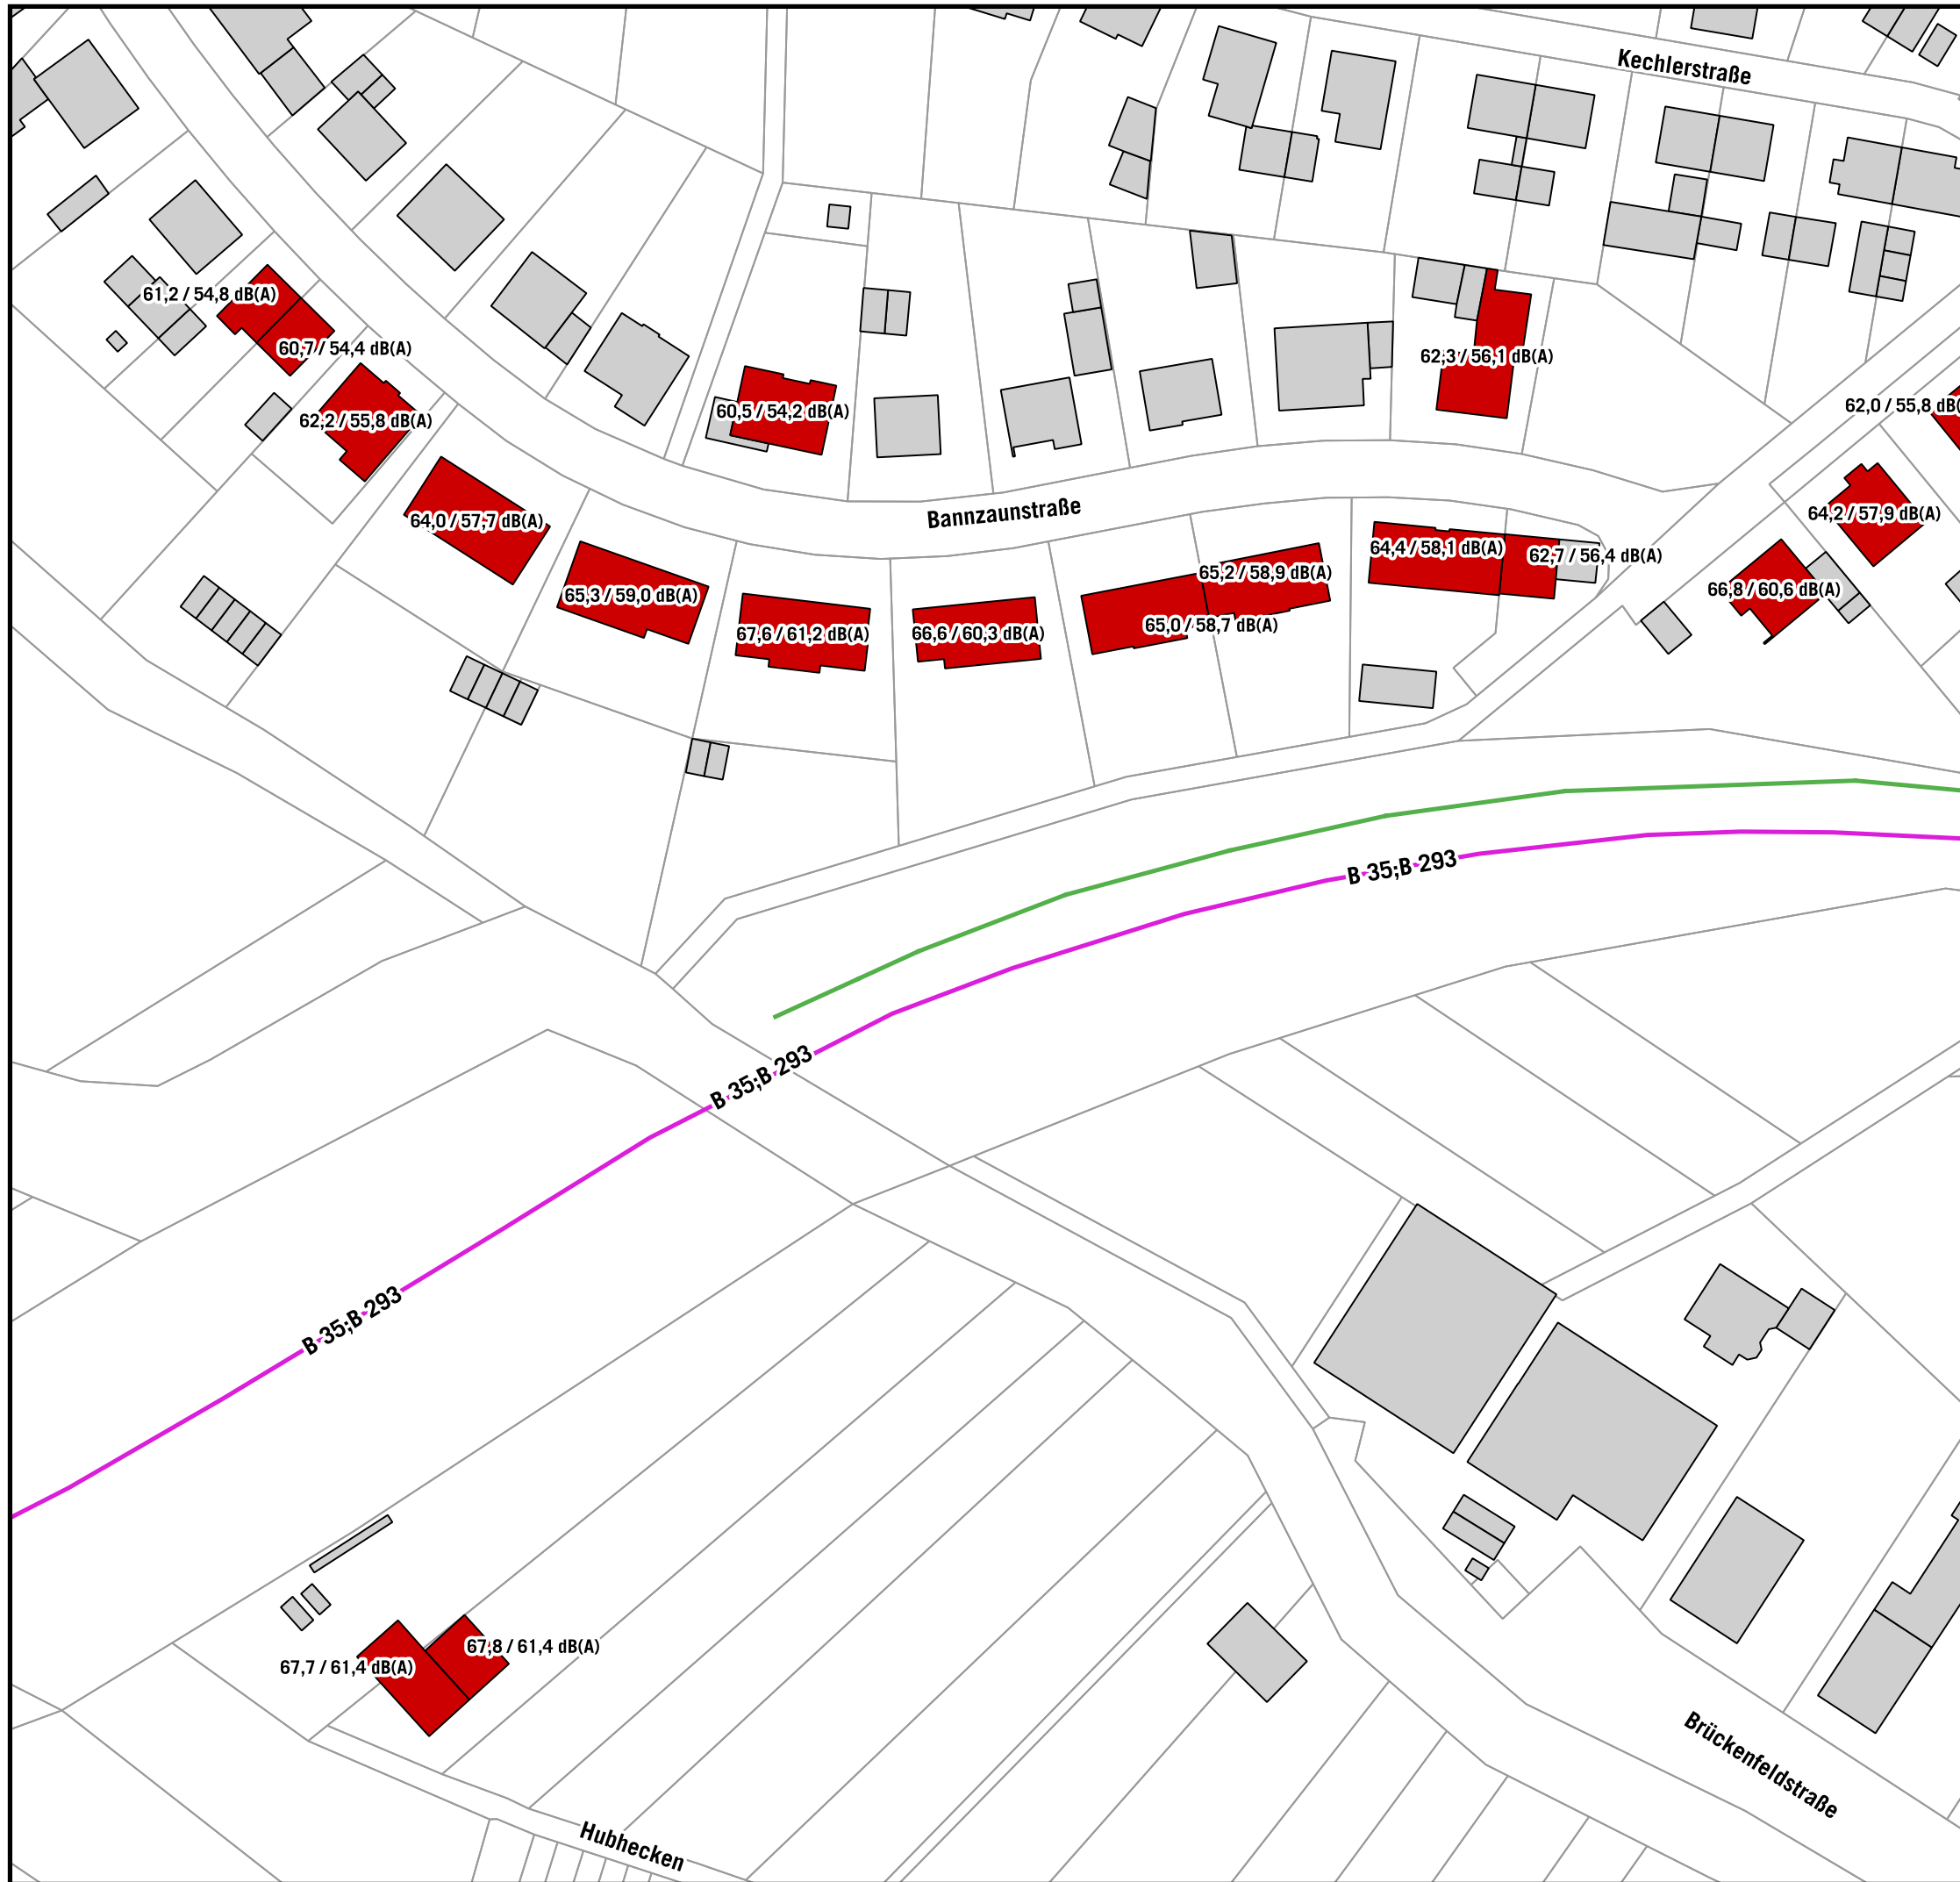 Kechlerstraße
61,2 / 54,8 dB(A)
60,7 / 54,4 dB(A)
62,3 / 56,1 dB(A)
60,5 / 54,2 dB(A)
62,0 / 55,8 dB(
62,2 / 55,8 dB(A)
64,0 / 57,7 dB(A)
Bannzaunstraße
64,2 / 57,9 dB(A)
64,4 / 58,1 dB(A)
62,7 / 56,4 dB(A)
65,2 / 58,9 dB(A)
65,3 / 59,0 dB(A)
66,8 / 60,6 dB(A)
65,0 / 58,7 dB(A)
67,6 / 61,2 dB(A)
66,6 / 60,3 dB(A)
B 35;B 293
B 35;B 293
B 35;B 293
67,8 / 61,4 dB(A)
67,7 / 61,4 dB(A)
Brückenfeldstraße
Hubhecken